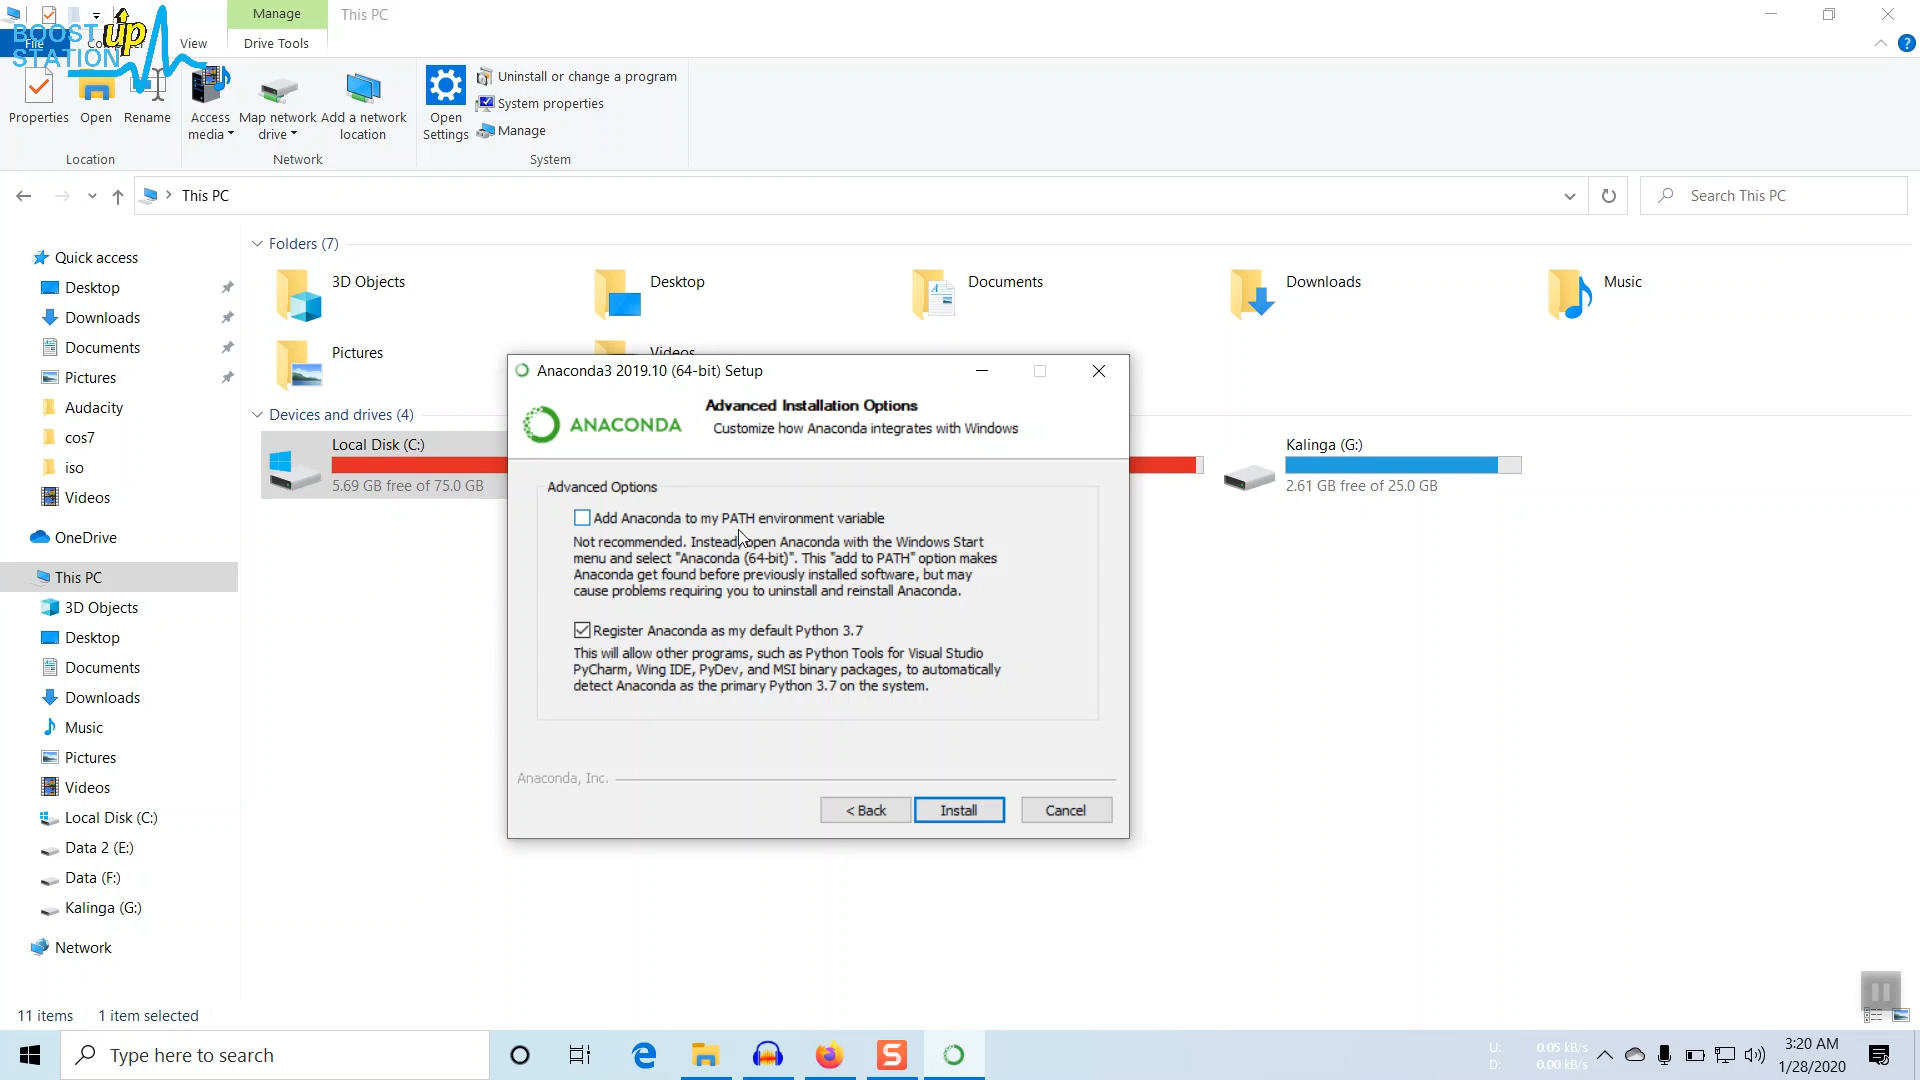 Manage
This PC
BOOST up
STATION
File
View
Drive Tools
Properties
Open
Rename
Access
media
Map network
drive
Add a network
location
Open
Settings
Uninstall or change a program
System properties
Manage
Location
Network
System
This PC
Search This PC
Quick access
Desktop
Downloads
Documents
Pictures
Audacity
cos7
iso
Videos
OneDrive
This PC
3D Objects
Desktop
Documents
Downloads
Music
Pictures
Videos
Local Disk (C:)
Data 2 (E:)
Data (F:)
Kalinga (G:)
Network
Folders (7)
3D Objects
Desktop
Documents
Downloads
Music
Pictures
Videos
Devices and drives (4)
Local Disk (C:)
5.69 GB free of 75.0 GB
Kalinga (G:)
2.61 GB free of 25.0 GB
Anaconda3 2019.10 (64-bit) Setup
ANACONDA
Advanced Installation Options
Customize how Anaconda integrates with Windows
Advanced Options
Add Anaconda to my PATH environment variable
Not recommended. Instead, open Anaconda with the Windows Start
menu and select "Anaconda (64-bit)". This "add to PATH" option makes
Anaconda get found before previously installed software, but may
cause problems requiring you to uninstall and reinstall Anaconda.
Register Anaconda as my default Python 3.7
This will allow other programs, such as Python Tools for Visual Studio
PyCharm, Wing IDE, PyDev, and MSI binary packages, to automatically
detect Anaconda as the primary Python 3.7 on the system.
Anaconda, Inc.
< Back
Install
Cancel
11 items
1 item selected
Type here to search
U: 0.05 kB/s
D: 0.00 kB/s
3:20 AM
1/28/2020